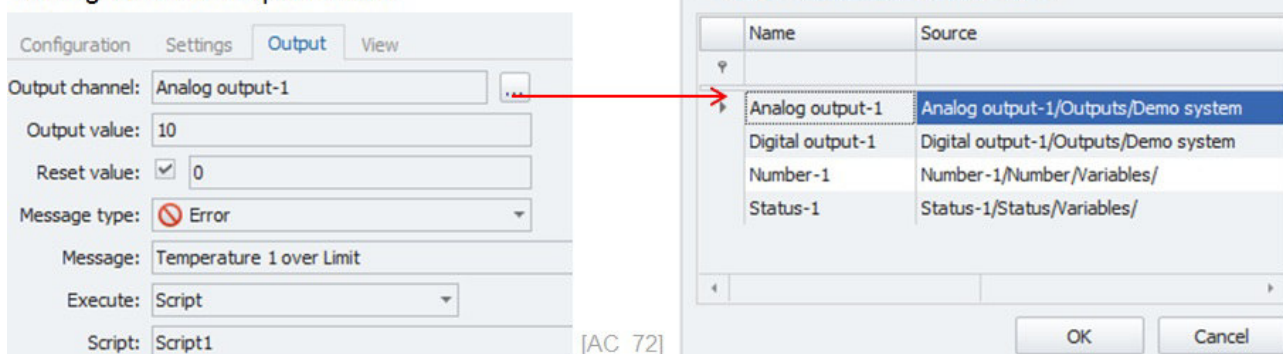 Configuration Settings Output View
Output channel: Analog output-1 ...
Output value: 10
Reset value: 0
Message type: Error
Message: Temperature 1 over Limit
Execute: Script
Script: Script1
[AC 72]
Name Source
Analog output-1 Analog output-1/Outputs/Demo system
Digital output-1 Digital output-1/Outputs/Demo system
Number-1 Number-1/Number/Variables/
Status-1 Status-1/Status/Variables/
OK Cancel